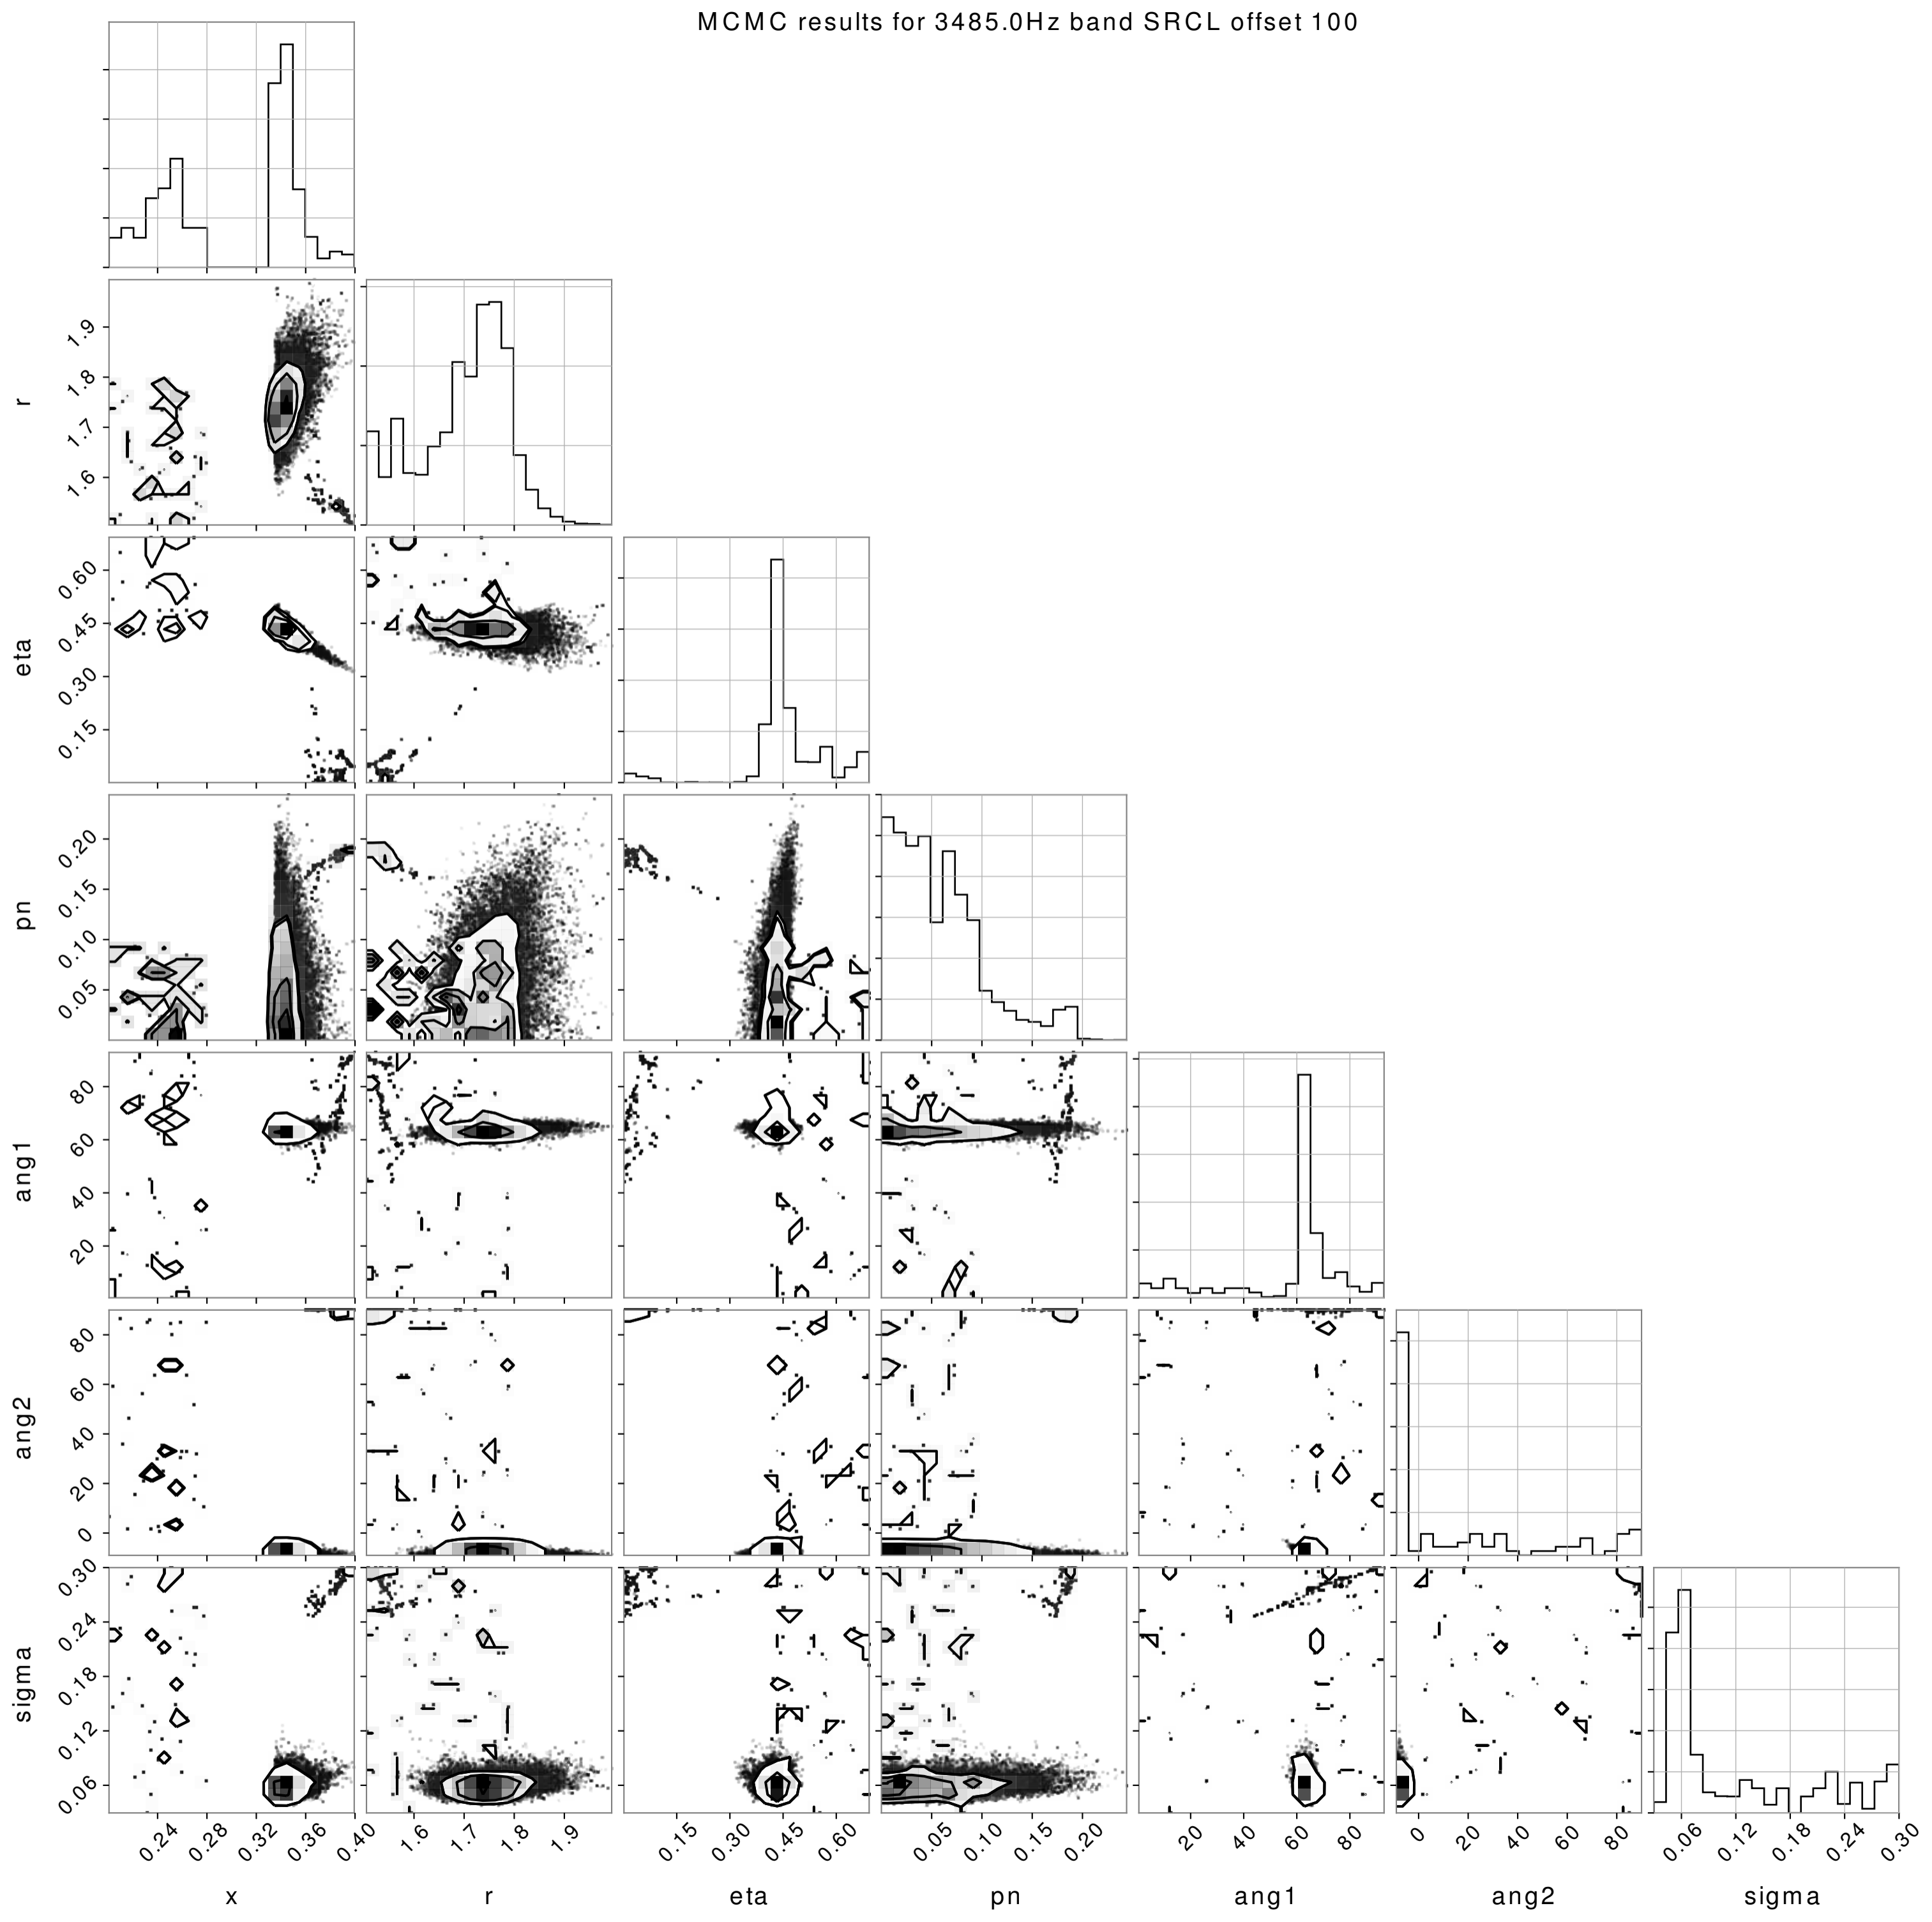 MCMC results for 3485.0Hz band SRCL offset 100
r
1.9
1.8
1.7
1.6
eta
0.60
0.45
0.30
0.15
pn
0.20
0.15
0.10
0.05
ang1
80
60
40
20
ang2
80
60
40
20
0
sigma
0.30
0.24
0.18
0.12
0.06
0.24 0.28 0.32 0.36 0.40 1.6 1.7 1.8 1.9 0.15 0.30 0.45 0.60 0.05 0.10 0.15 0.20 20 40 60 80 0 20 40 60 80 0.06 0.12 0.18 0.24 0.30
x r eta pn ang1 ang2 sigma